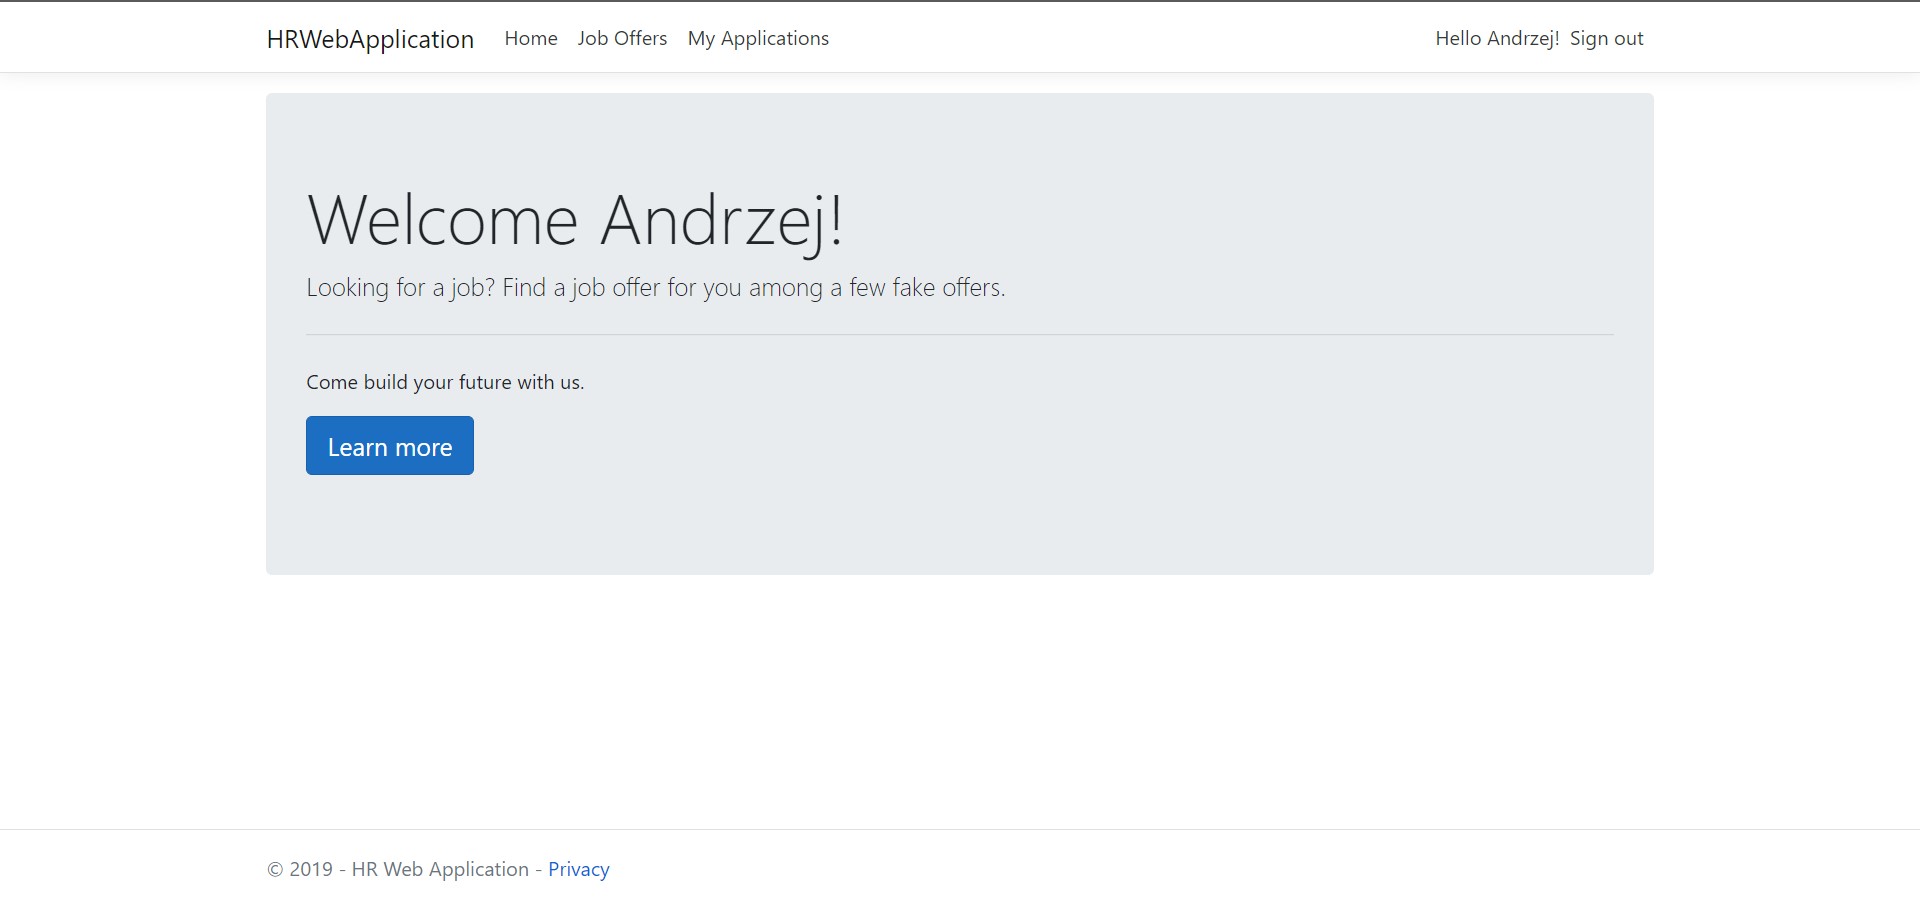 HRWebApplication Home Job Offers My Applications Hello Andrzej! Sign out
Welcome Andrzej!
Looking for a job? Find a job offer for you among a few fake offers.
Come build your future with us.
Learn more
© 2019 - HR Web Application - Privacy